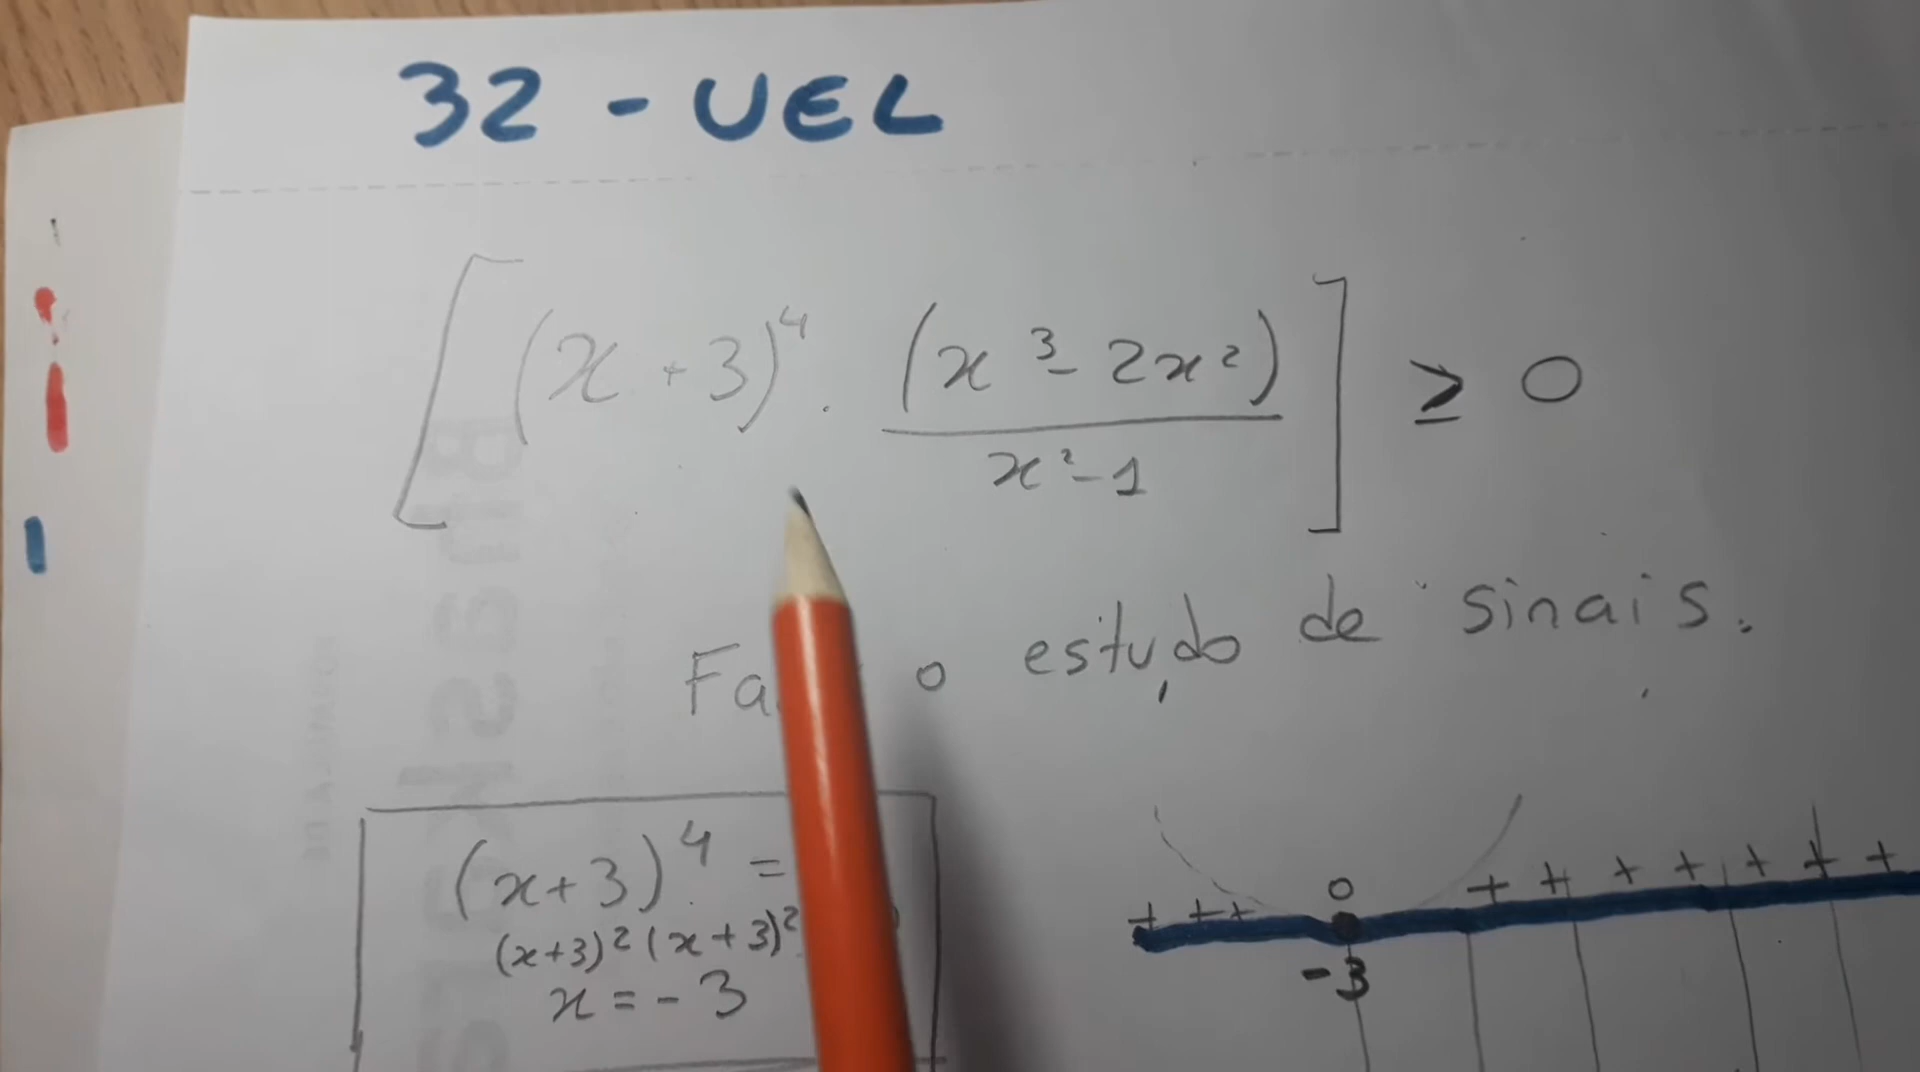 32 - UEL
[(x + 3)⁴ . (x³ - 2x²) / x² - 1] ≥ 0
o estudo de sinais.
(x+3)⁴ =
(x+3)² (x+3)²
x = - 3
+ + + 0 + + + + + + +
-3